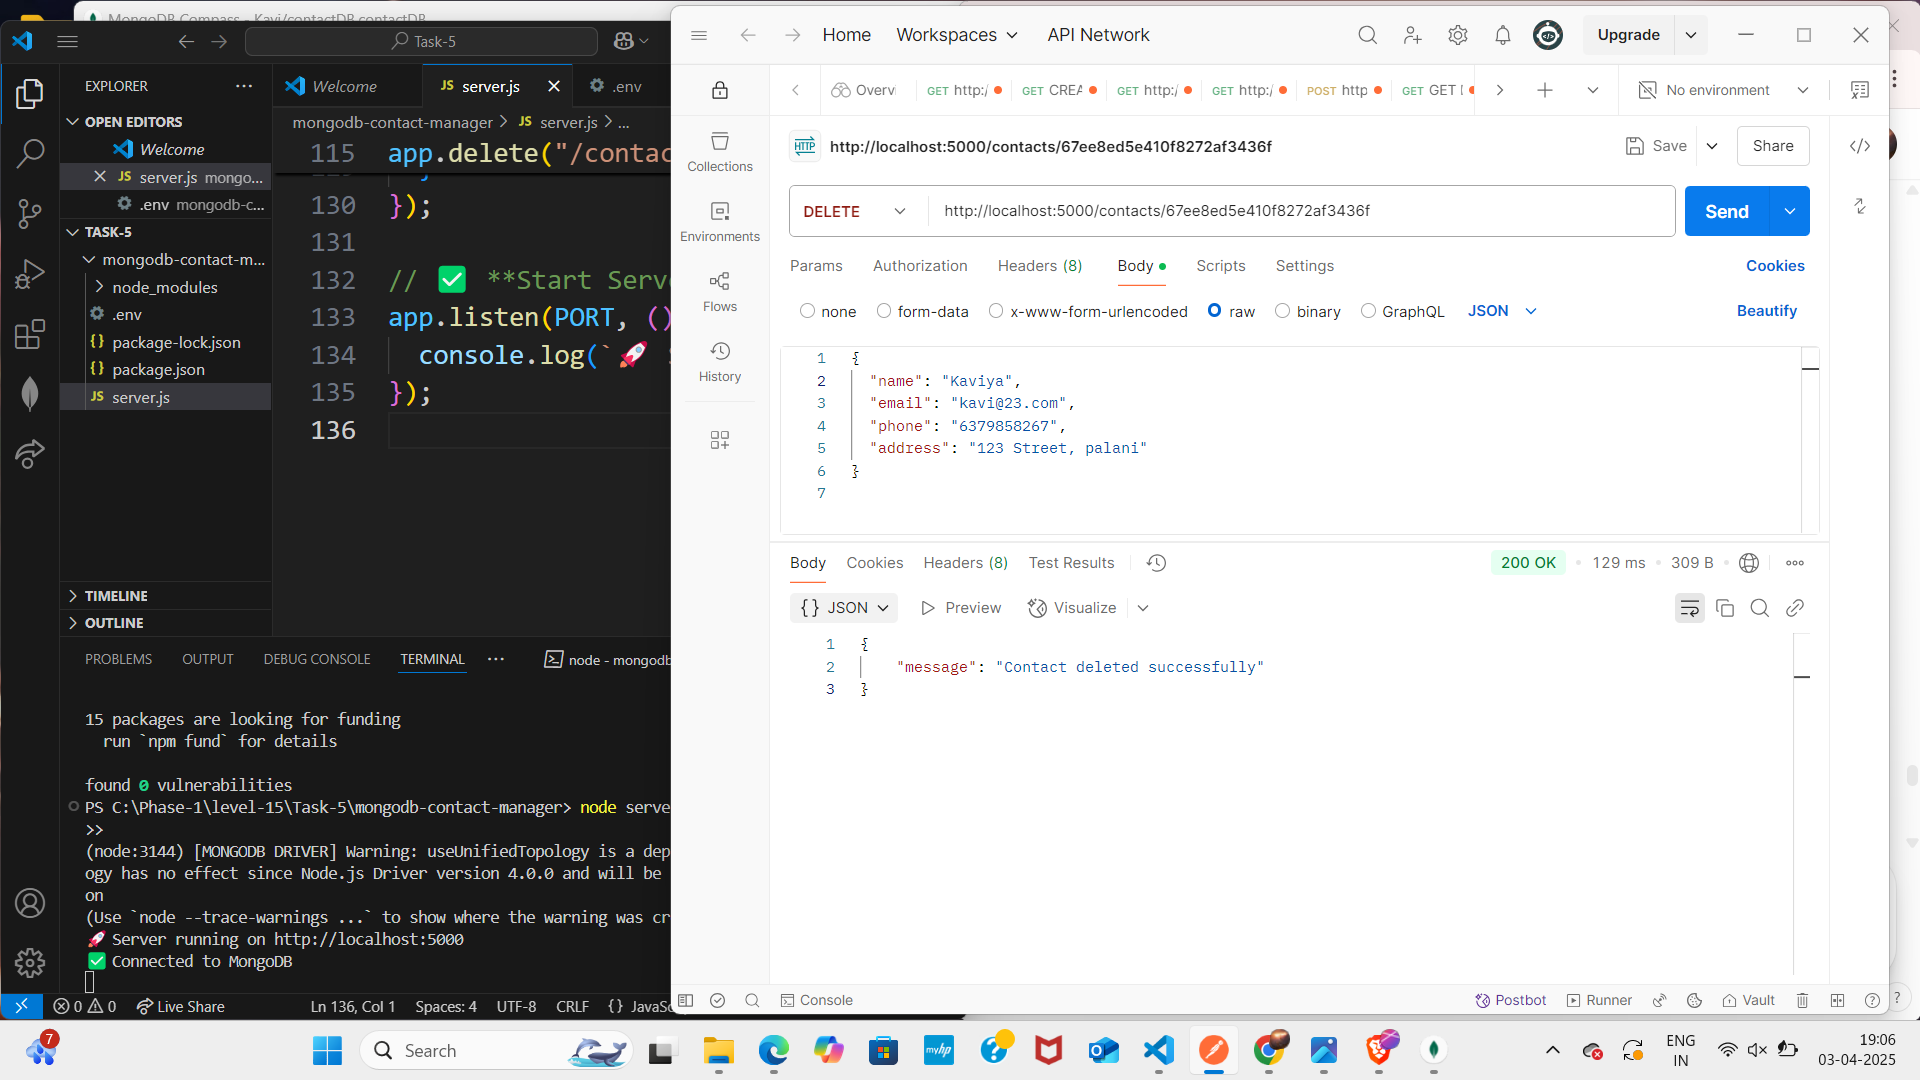 MongoDB Compass - Kavi/contactDB.contactDB
Task-5
EXPLORER
OPEN EDITORS
Welcome
server.js mongo...
.env mongodb-c...
TASK-5
mongodb-contact-m...
node_modules
.env
package-lock.json
package.json
server.js
TIMELINE
OUTLINE
Welcome
JS server.js
.env
mongodb-contact-manager > JS server.js > ...
115 app.delete("/contac
130 });
131
132 // ✅ **Start Serv
133 app.listen(PORT, ()
134 console.log(`🚀
135 });
136
PROBLEMS OUTPUT DEBUG CONSOLE TERMINAL ... node - mongodb
15 packages are looking for funding
run `npm fund` for details
found 0 vulnerabilities
PS C:\Phase-1\level-15\Task-5\mongodb-contact-manager> node serve
>>
(node:3144) [MONGODB DRIVER] Warning: useUnifiedTopology is a dep
ogy has no effect since Node.js Driver version 4.0.0 and will be
on
(Use `node --trace-warnings ...` to show where the warning was cr
🚀 Server running on http://localhost:5000
✅ Connected to MongoDB
0 0 Live Share Ln 136, Col 1 Spaces: 4 UTF-8 CRLF {} JavaSc
Home Workspaces API Network Upgrade
Overv GET http:/ GET CREA GET http:/ GET http:/ POST http GET GET No environment
Collections
Environments
Flows
History
HTTP http://localhost:5000/contacts/67ee8ed5e410f8272af3436f Save Share
DELETE http://localhost:5000/contacts/67ee8ed5e410f8272af3436f Send
Params Authorization Headers (8) Body Scripts Settings Cookies
none form-data x-www-form-urlencoded raw binary GraphQL JSON Beautify
1 {
2 "name": "Kaviya",
3 "email": "kavi@23.com",
4 "phone": "6379858267",
5 "address": "123 Street, palani"
6 }
7
Body Cookies Headers (8) Test Results 200 OK 129 ms 309 B
{} JSON Preview Visualize
1 {
2 "message": "Contact deleted successfully"
3 }
Console Postbot Runner Vault
7 Search myhp ENG
IN
19:06
03-04-2025